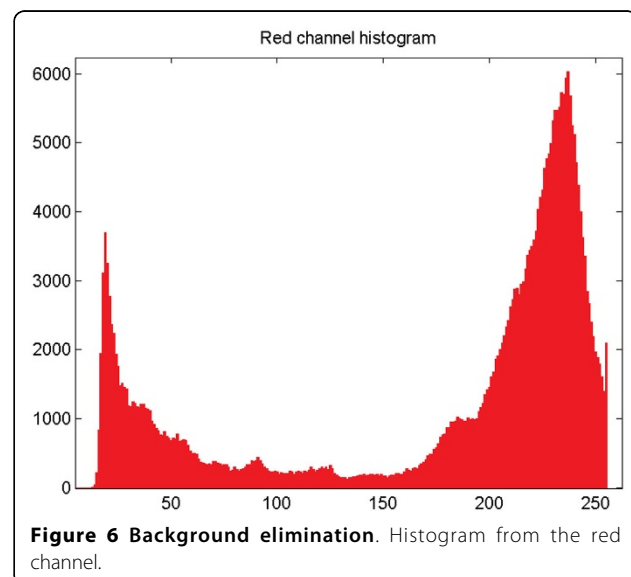 Red channel histogram
6000
5000
4000
3000
2000
1000
0
50 100 150 200 250
Figure 6 Background elimination. Histogram from the red
channel.